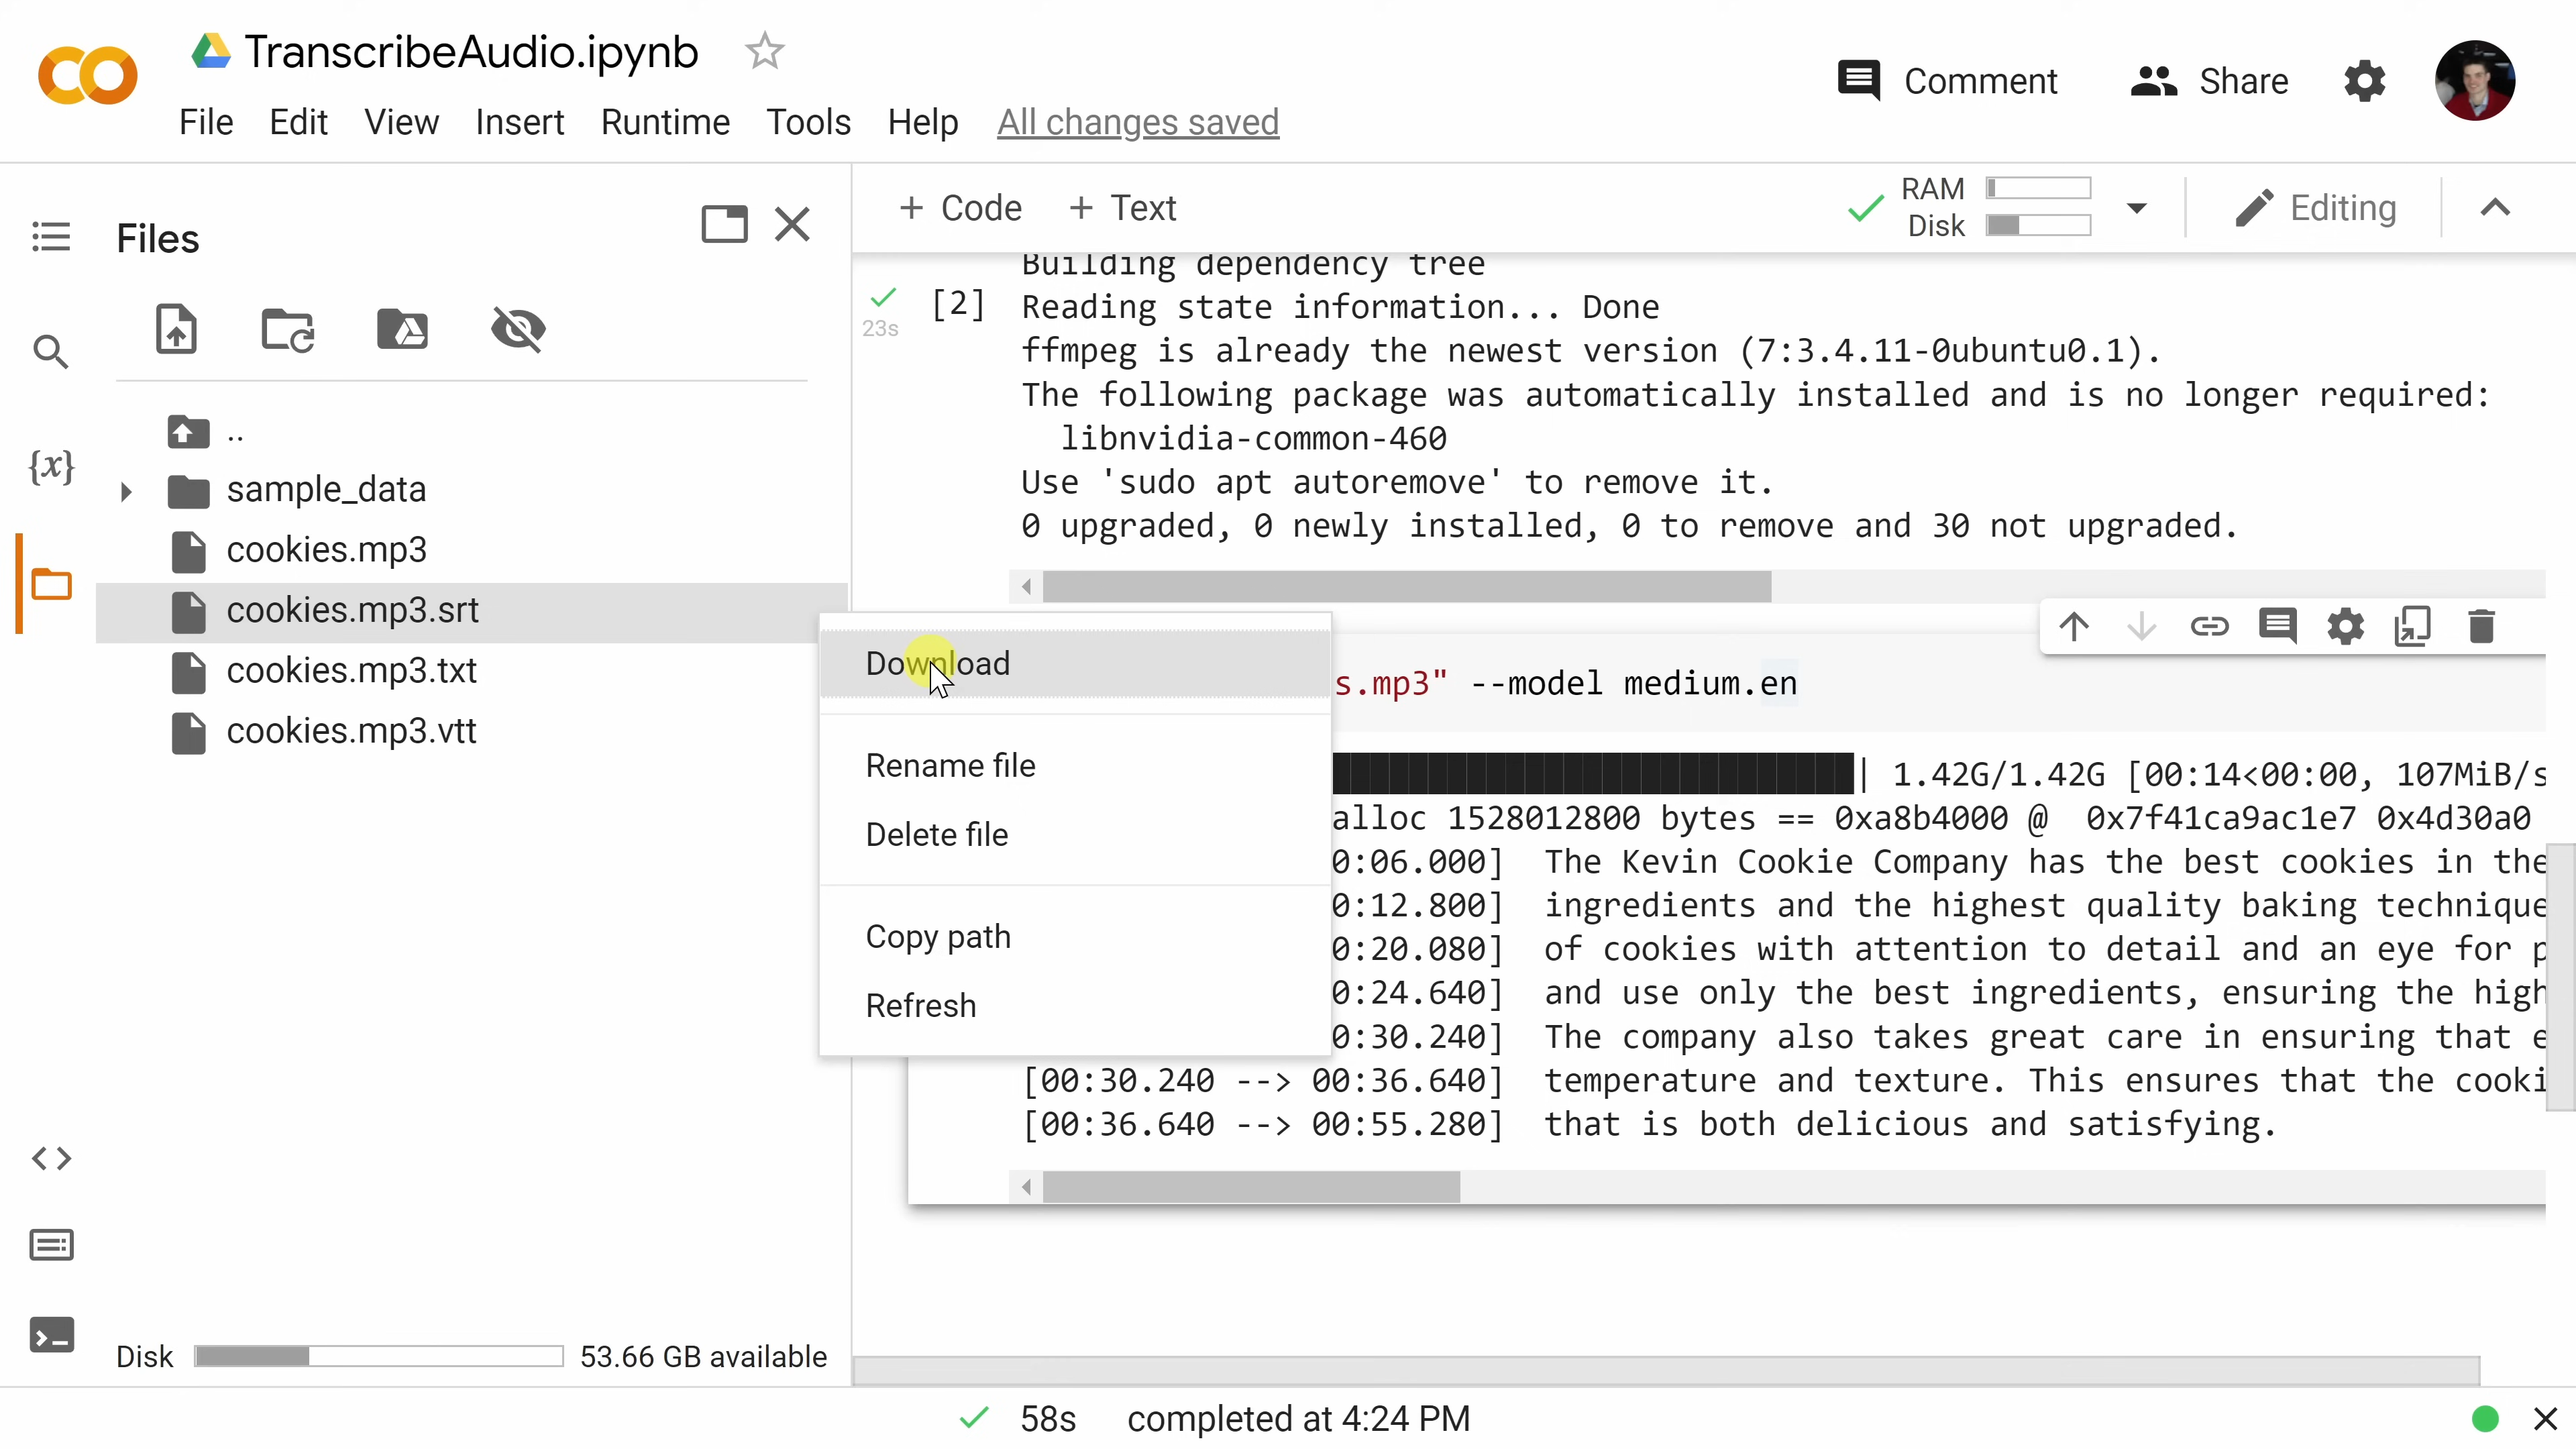 TranscribeAudio.ipynb
File Edit View Insert Runtime Tools Help All changes saved
Comment
Share
Files
+ Code + Text
RAM
Disk
Editing
..
sample_data
cookies.mp3
cookies.mp3.srt
cookies.mp3.txt
cookies.mp3.vtt
{x}
Disk
53.66 GB available
Building dependency tree
[2]
23s
Reading state information... Done
ffmpeg is already the newest version (7:3.4.11-0ubuntu0.1).
The following package was automatically installed and is no longer required:
libnvidia-common-460
Use 'sudo apt autoremove' to remove it.
0 upgraded, 0 newly installed, 0 to remove and 30 not upgraded.
Download
Rename file
Delete file
Copy path
Refresh
s.mp3" --model medium.en
| 1.42G/1.42G [00:14<00:00, 107MiB/s
alloc 1528012800 bytes == 0xa8b4000 @ 0x7f41ca9ac1e7 0x4d30a0
0:06.000] The Kevin Cookie Company has the best cookies in the
0:12.800] ingredients and the highest quality baking technique
0:20.080] of cookies with attention to detail and an eye for p
0:24.640] and use only the best ingredients, ensuring the high
0:30.240] The company also takes great care in ensuring that e
[00:30.240 --> 00:36.640] temperature and texture. This ensures that the cooki
[00:36.640 --> 00:55.280] that is both delicious and satisfying.
58s completed at 4:24 PM